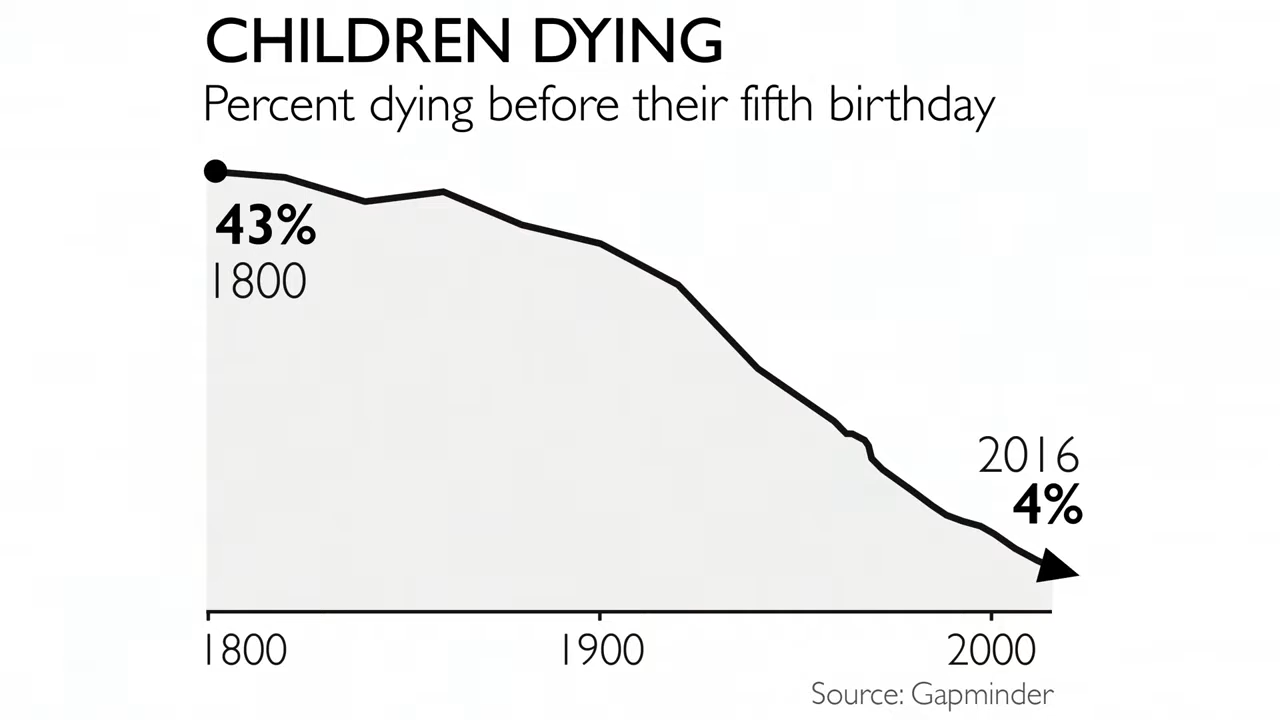 CHILDREN DYING
Percent dying before their fifth birthday
43%
1800
2016
4%
1800 1900 2000
Source: Gapminder